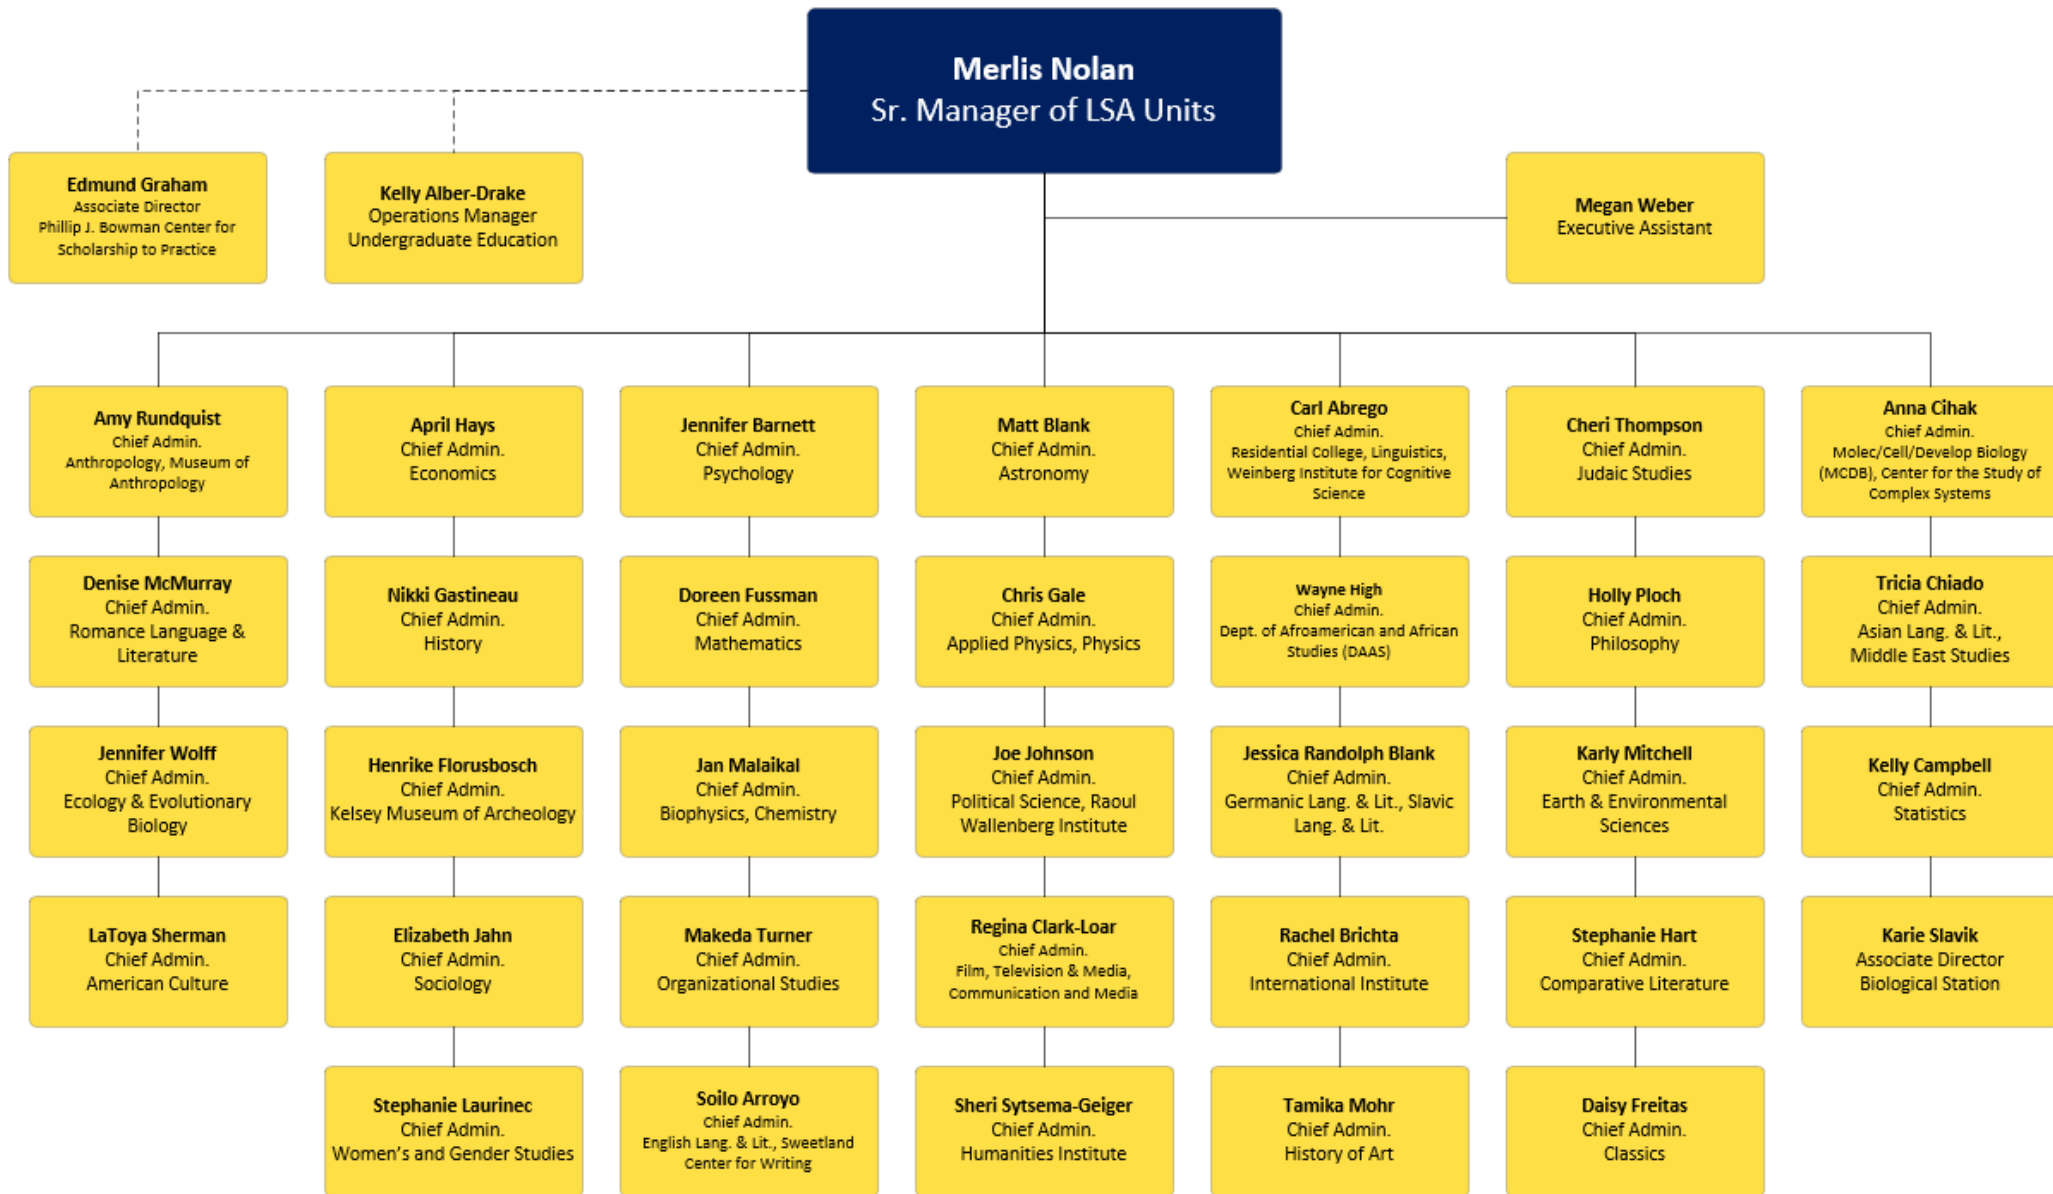 Merlis Nolan
Sr. Manager of LSA Units
Edmund Graham
Associate Director
Phillip J. Bowman Center for
Scholarship to Practice
Kelly Alber-Drake
Operations Manager
Undergraduate Education
Megan Weber
Executive Assistant
Amy Rundquist
Chief Admin.
Anthropology, Museum of
Anthropology
April Hays
Chief Admin.
Economics
Jennifer Barnett
Chief Admin.
Psychology
Matt Blank
Chief Admin.
Astronomy
Carl Abrego
Chief Admin.
Residential College, Linguistics,
Weinberg Institute for Cognitive
Science
Cheri Thompson
Chief Admin.
Judaic Studies
Anna Cihak
Chief Admin.
Molec/Cell/Develop Biology
(MCDB), Center for the Study of
Complex Systems
Denise McMurray
Chief Admin.
Romance Language &
Literature
Nikki Gastineau
Chief Admin.
History
Doreen Fussman
Chief Admin.
Mathematics
Chris Gale
Chief Admin.
Applied Physics, Physics
Wayne High
Chief Admin.
Dept. of Afroamerican and African
Studies (DAAS)
Holly Ploch
Chief Admin.
Philosophy
Tricia Chiado
Chief Admin.
Asian Lang. & Lit.,
Middle East Studies
Jennifer Wolff
Chief Admin.
Ecology & Evolutionary
Biology
Henrike Florusbosch
Chief Admin.
Kelsey Museum of Archeology
Jan Malaikal
Chief Admin.
Biophysics, Chemistry
Joe Johnson
Chief Admin.
Political Science, Raoul
Wallenberg Institute
Jessica Randolph Blank
Chief Admin.
Germanic Lang. & Lit., Slavic
Lang. & Lit.
Karly Mitchell
Chief Admin.
Earth & Environmental
Sciences
Kelly Campbell
Chief Admin.
Statistics
LaToya Sherman
Chief Admin.
American Culture
Elizabeth Jahn
Chief Admin.
Sociology
Makeda Turner
Chief Admin.
Organizational Studies
Regina Clark-Loar
Chief Admin.
Film, Television & Media,
Communication and Media
Rachel Brichta
Chief Admin.
International Institute
Stephanie Hart
Chief Admin.
Comparative Literature
Karie Slavik
Associate Director
Biological Station
Stephanie Laurinec
Chief Admin.
Women's and Gender Studies
Soilo Arroyo
Chief Admin.
English Lang. & Lit., Sweetland
Center for Writing
Sheri Sytsema-Geiger
Chief Admin.
Humanities Institute
Tamika Mohr
Chief Admin.
History of Art
Daisy Freitas
Chief Admin.
Classics